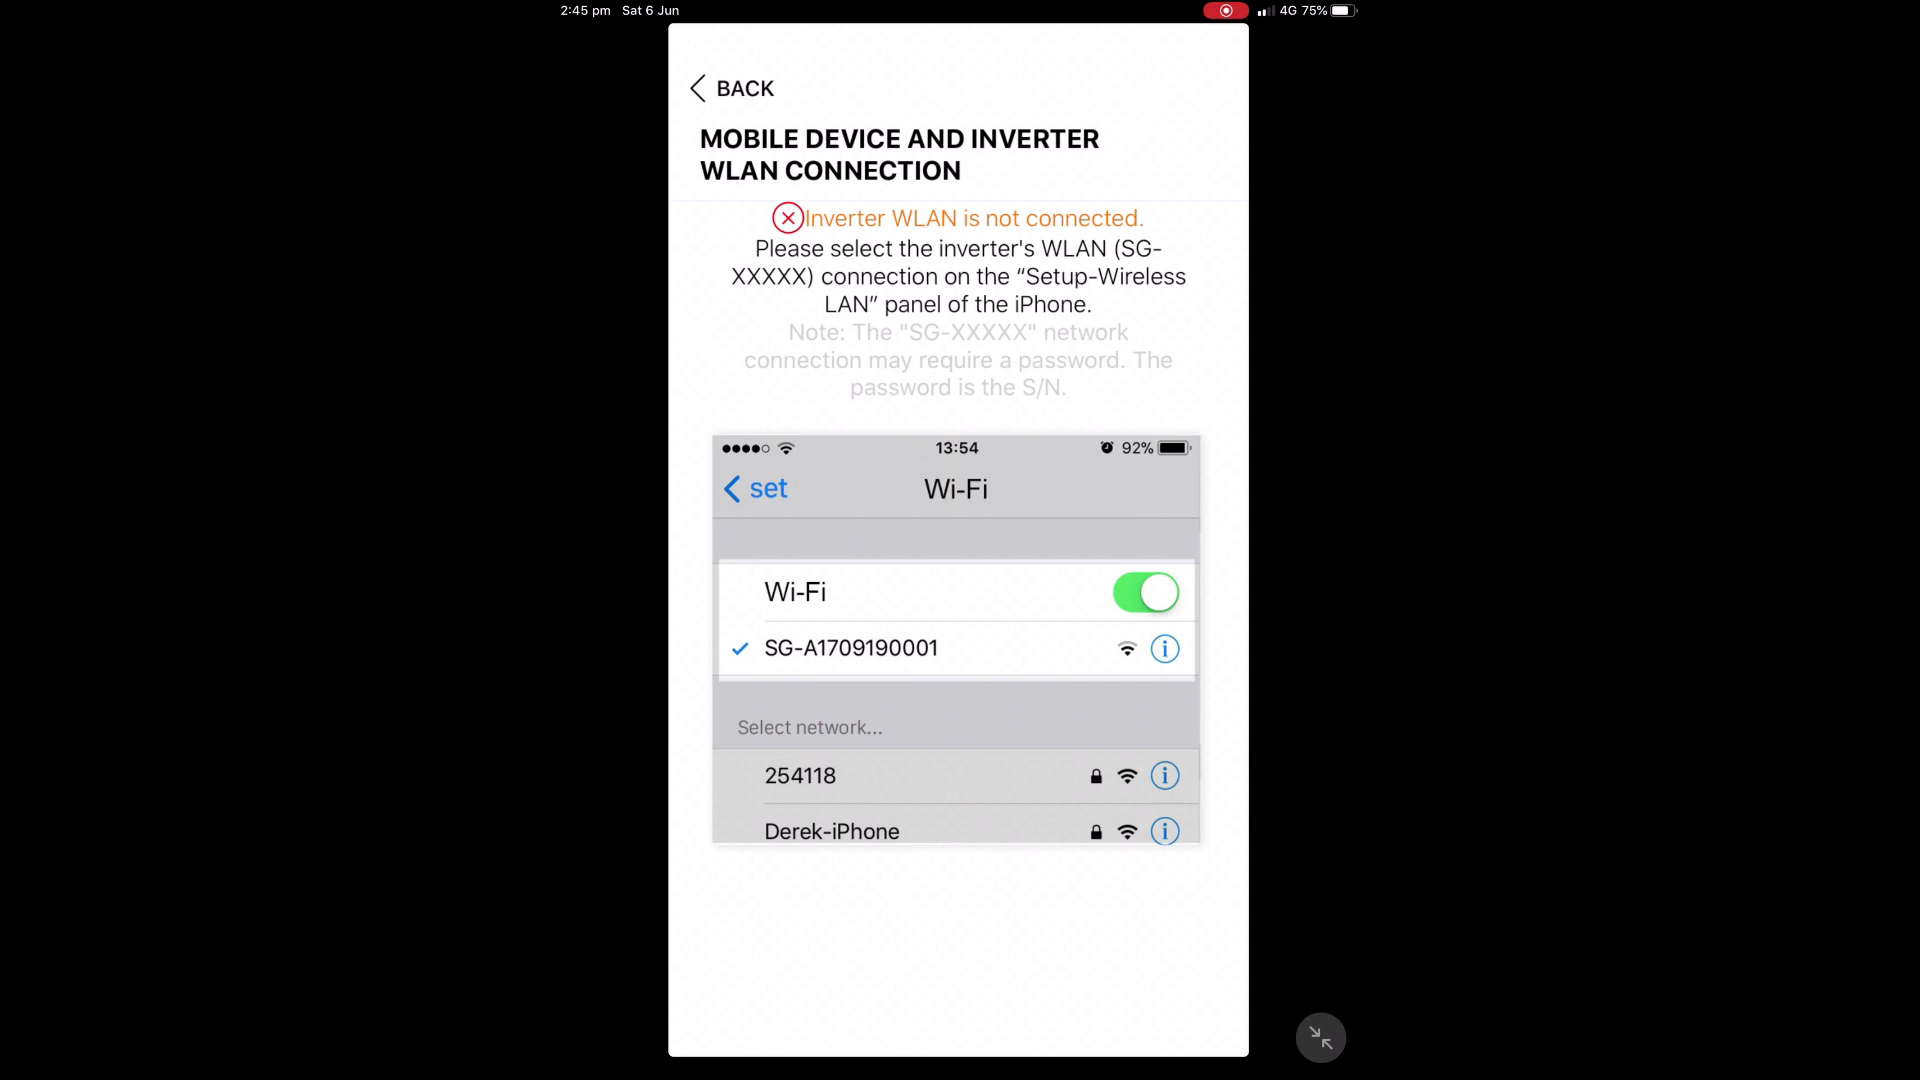 2:45 pm Sat 6 Jun
4G 75%
BACK
MOBILE DEVICE AND INVERTER
WLAN CONNECTION
Inverter WLAN is not connected.
Please select the inverter's WLAN (SG-
XXXXX) connection on the “Setup-Wireless
LAN” panel of the iPhone.
Note: The "SG-XXXXX" network
connection may require a password. The
password is the S/N.
13:54
92%
set
Wi-Fi
Wi-Fi
SG-A1709190001
Select network...
254118
Derek-iPhone